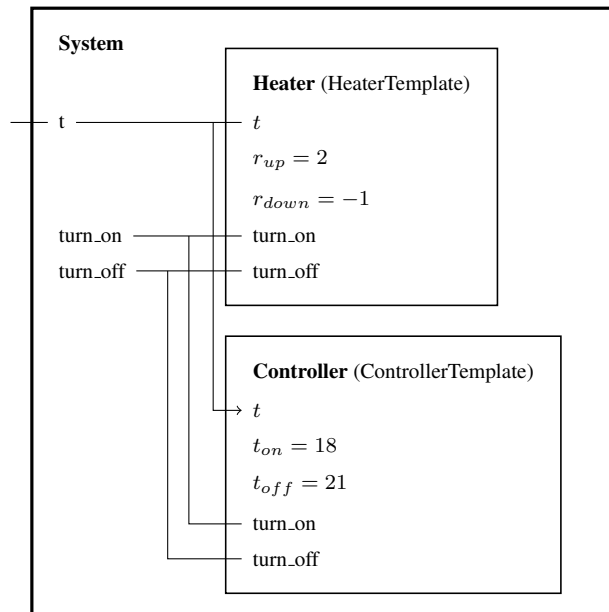 System
Heater (HeaterTemplate)
t t
r_up = 2
r_down = −1
turn_on turn_on
turn_off turn_off
Controller (ControllerTemplate)
t
t_on = 18
t_off = 21
turn_on
turn_off